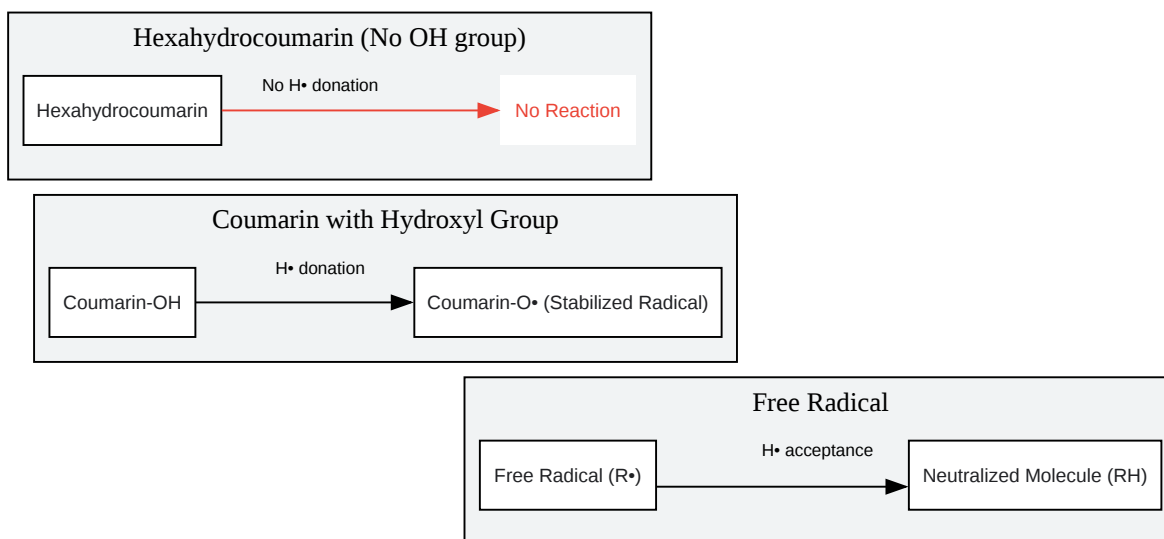 Hexahydrocoumarin (No OH group)
No H• donation
Hexahydrocoumarin
No Reaction
Coumarin with Hydroxyl Group
H• donation
Coumarin-OH
Coumarin-O• (Stabilized Radical)
Free Radical
H• acceptance
Free Radical (R•)
Neutralized Molecule (RH)